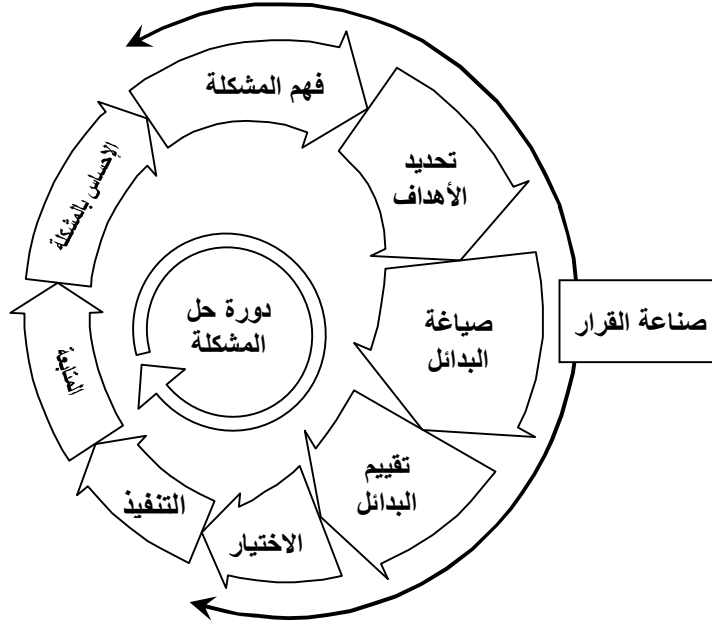 الإحساس بالمشكلة
فهم المشكلة
تحديد
الأهداف
صياغة
البدائل
تقييم
البدائل
الاختيار
التنفيذ
المتابعة
دورة حل
المشكلة
صناعة القرار